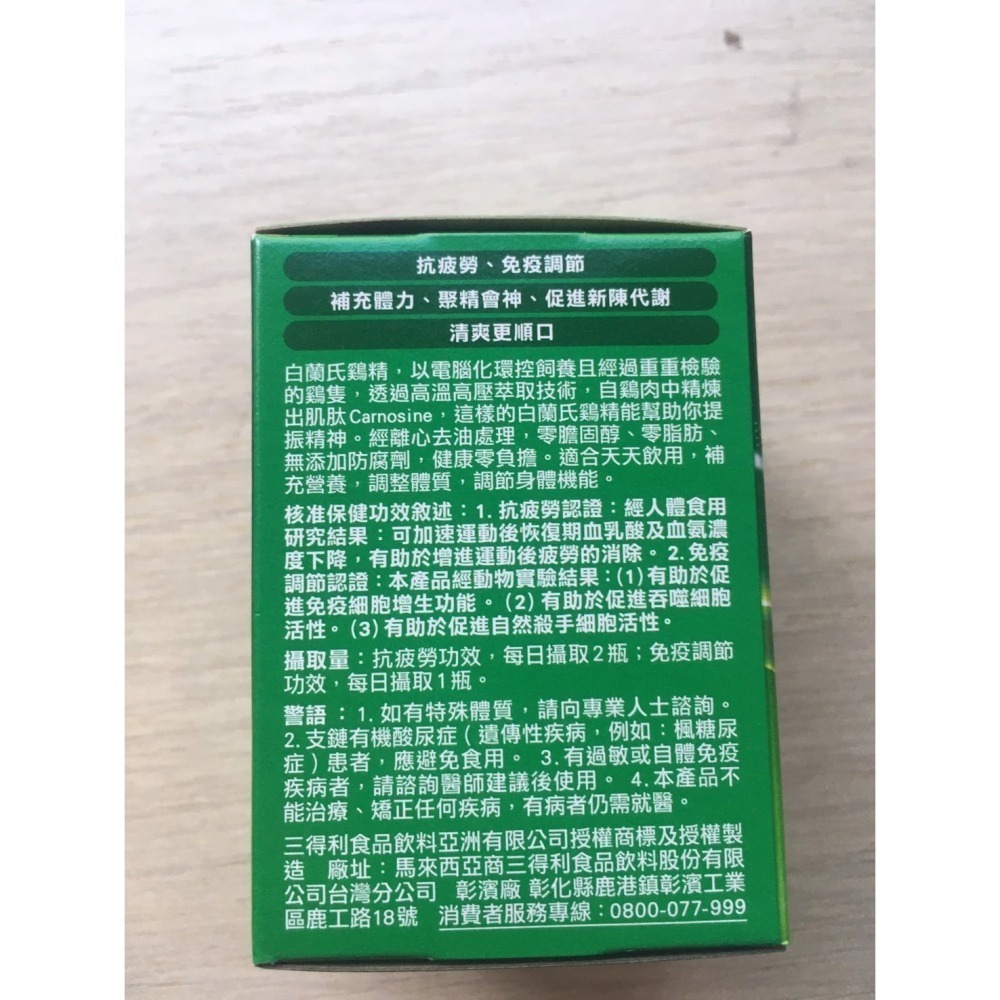 抗疲勞、免疫調節
補充體力、聚精會神、促進新陳代謝
清爽更順口
白蘭氏鷄精，以電腦化環控飼養且經過重重檢驗
的鷄隻，透過高溫高壓萃取技術，自鷄肉中精煉
出肌肽Carnosine，這樣的白蘭氏鷄精能幫助你提
振精神。經離心去油處理，零膽固醇、零脂肪、
無添加防腐劑，健康零負擔。適合天天飲用，補
充營養，調整體質，調節身體機能。
核准保健功效敘述：1. 抗疲勞認證：經人體食用
研究結果：可加速運動後恢復期血乳酸及血氨濃
度下降，有助於增進運動後疲勞的消除。2. 免疫
調節認證：本產品經動物實驗結果：(1)有助於促
進免疫細胞增生功能。(2) 有助於促進吞噬細胞
活性。(3)有助於促進自然殺手細胞活性。
攝取量：抗疲勞功效，每日攝取2瓶；免疫調節
功效，每日攝取1瓶。
警語：1. 如有特殊體質，請向專業人士諮詢。
2. 支鏈有機酸尿症（遺傳性疾病，例如：楓糖尿
症）患者，應避免食用。 3. 有過敏或自體免疫
疾病者，請諮詢醫師建議後使用。 4. 本產品不
能治療、矯正任何疾病，有病者仍需就醫。
三得利食品飲料亞洲有限公司授權商標及授權製
造 廠址：馬來西亞商三得利食品飲料股份有限
公司台灣分公司 彰濱廠 彰化縣鹿港鎮彰濱工業
區鹿工路18號 消費者服務專線：0800-077-999